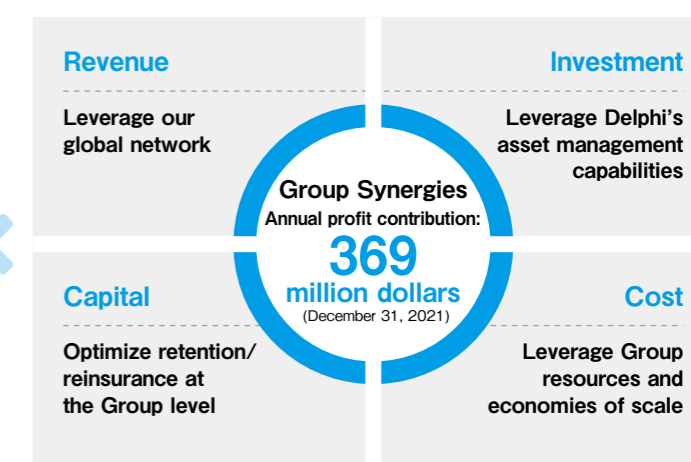 Revenue
Leverage our
global network
Investment
Leverage Delphi's
asset management
capabilities
Group Synergies
Annual profit contribution:
369
million dollars
(December 31, 2021)
Capital
Optimize retention/
reinsurance at
the Group level
Cost
Leverage Group
resources and
economies of scale